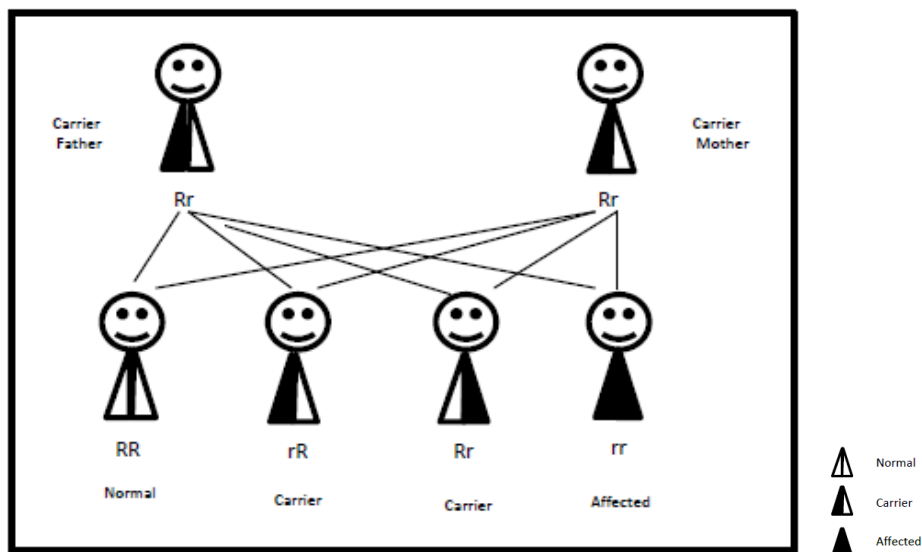 Carrier
Father
Carrier
Mother
Rr
Rr
RR
rR
Rr
rr
Normal
Carrier
Carrier
Affected
Normal
Carrier
Affected